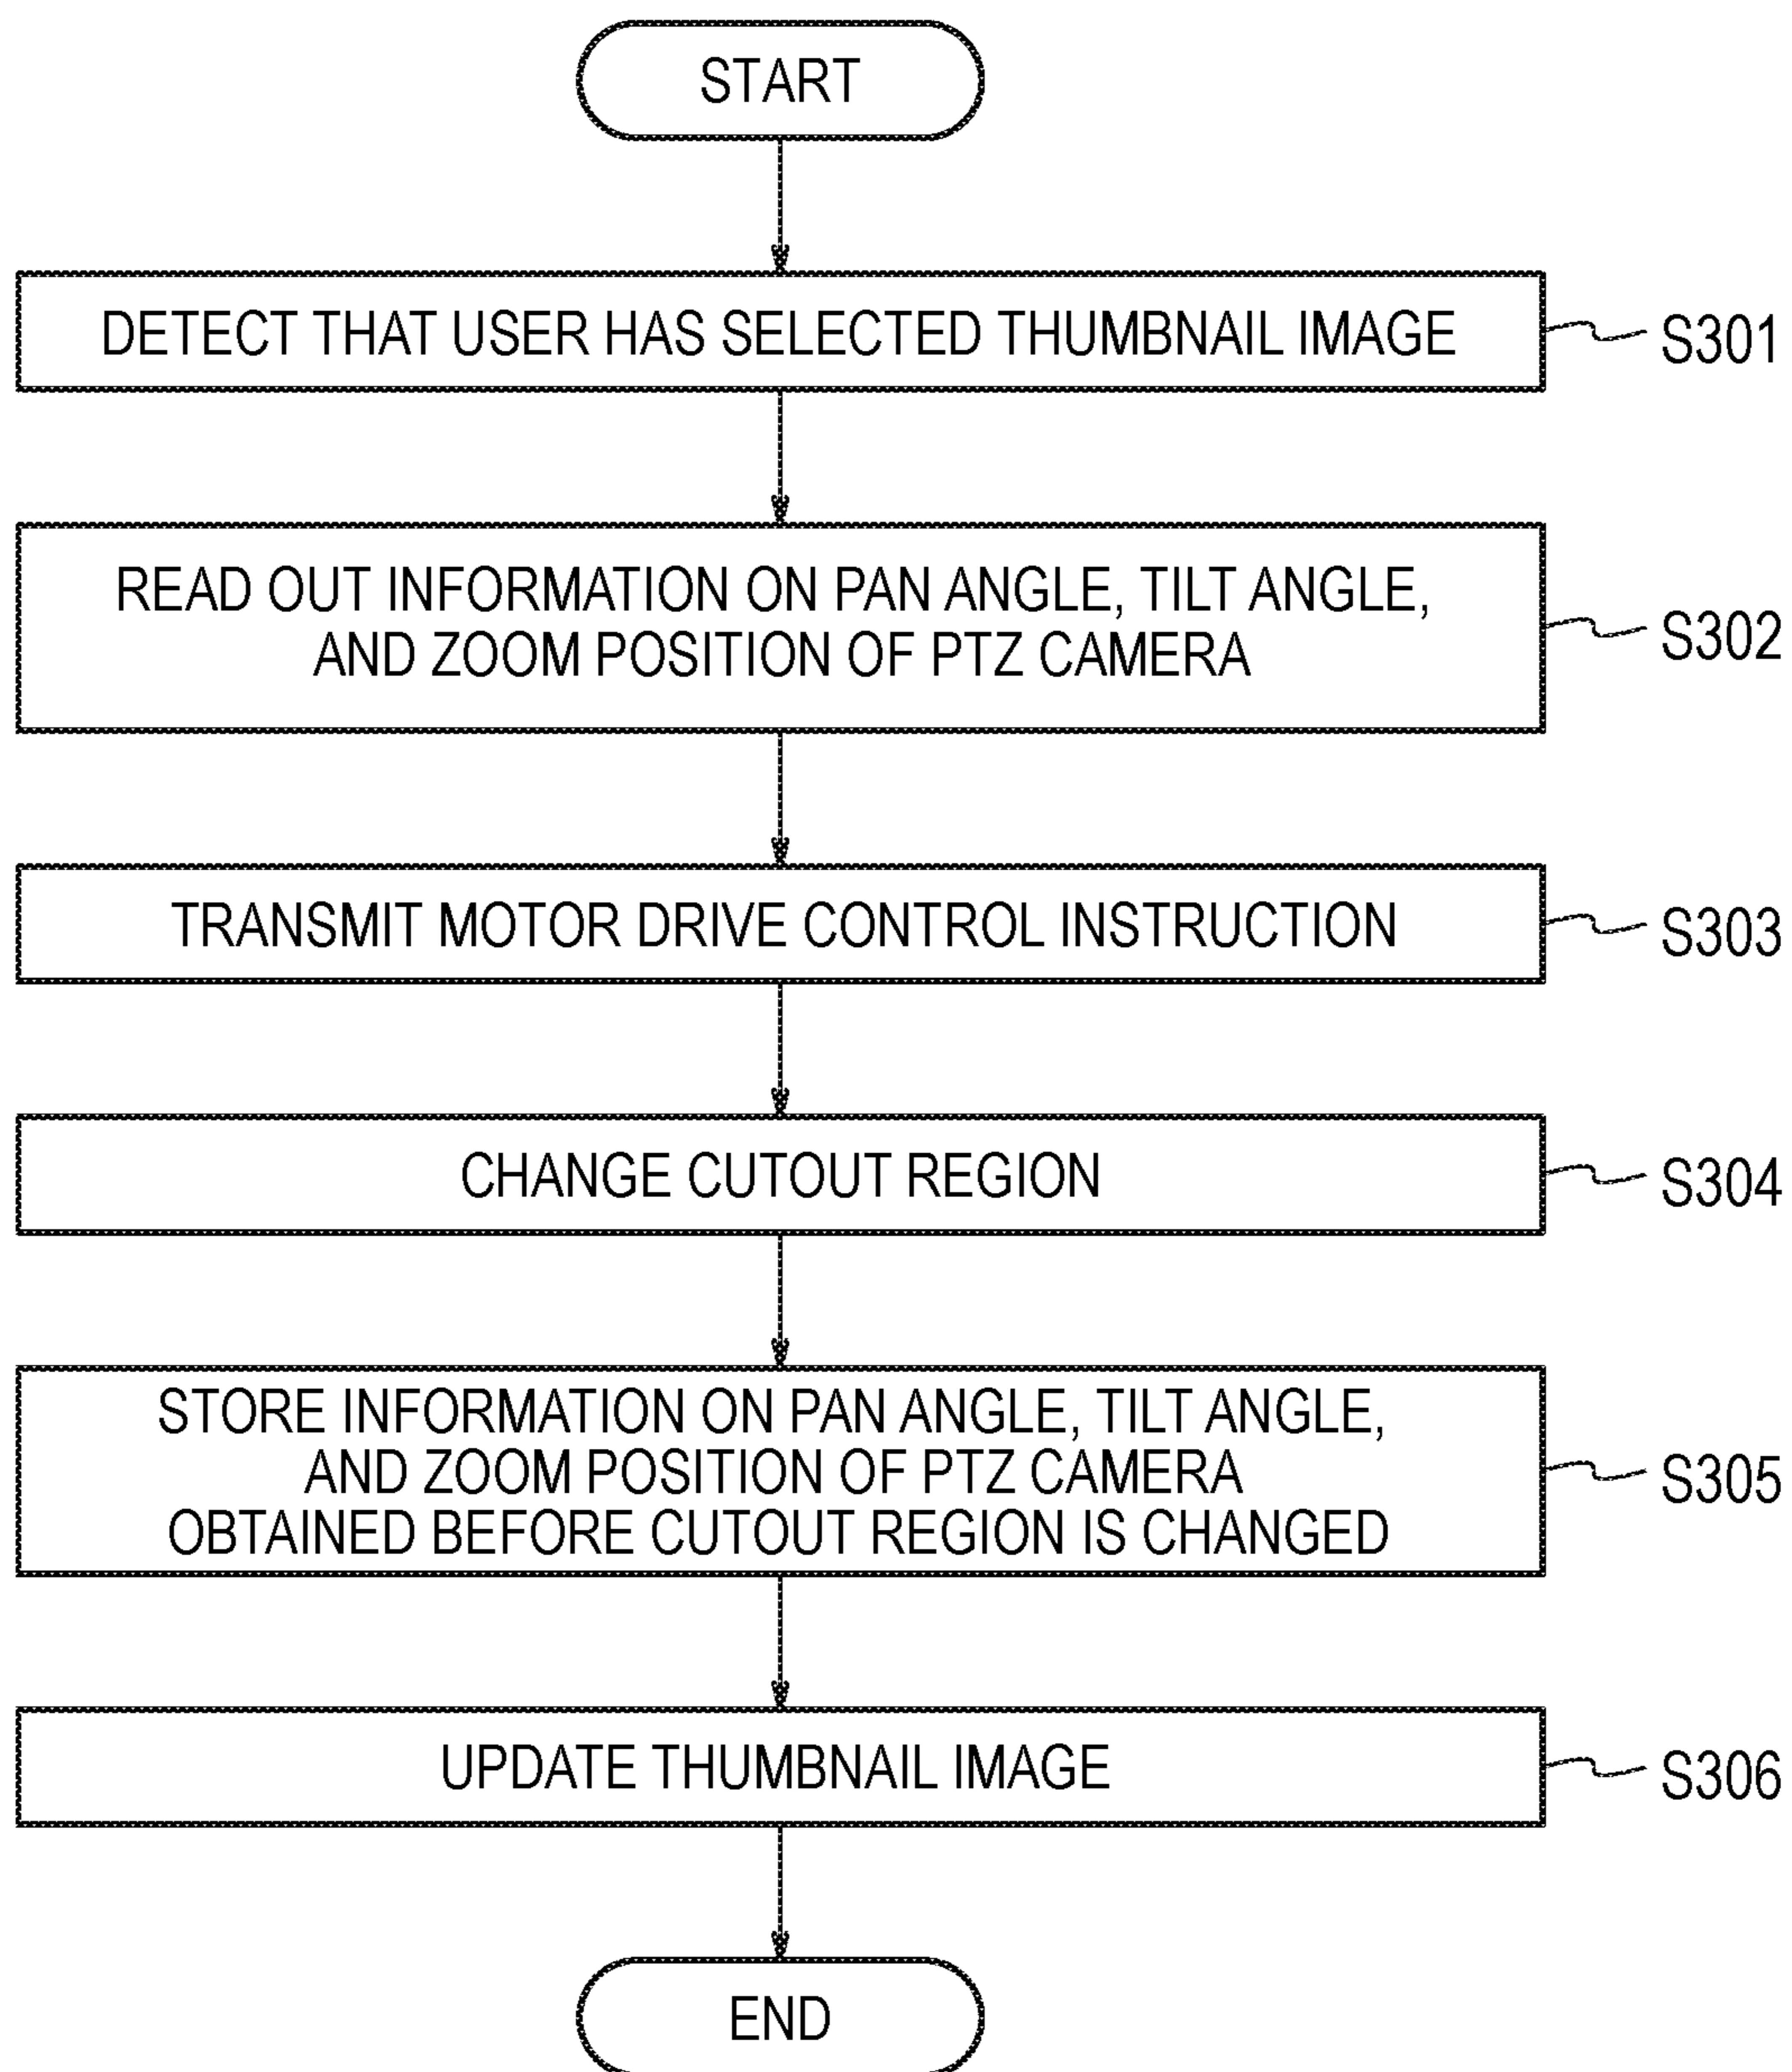 START
DETECT THAT USER HAS SELECTED THUMBNAIL IMAGE
S301
READ OUT INFORMATION ON PAN ANGLE, TILT ANGLE,
AND ZOOM POSITION OF PTZ CAMERA
S302
TRANSMIT MOTOR DRIVE CONTROL INSTRUCTION
S303
CHANGE CUTOUT REGION
S304
STORE INFORMATION ON PAN ANGLE, TILT ANGLE,
AND ZOOM POSITION OF PTZ CAMERA
OBTAINED BEFORE CUTOUT REGION IS CHANGED
S305
UPDATE THUMBNAIL IMAGE
S306
END